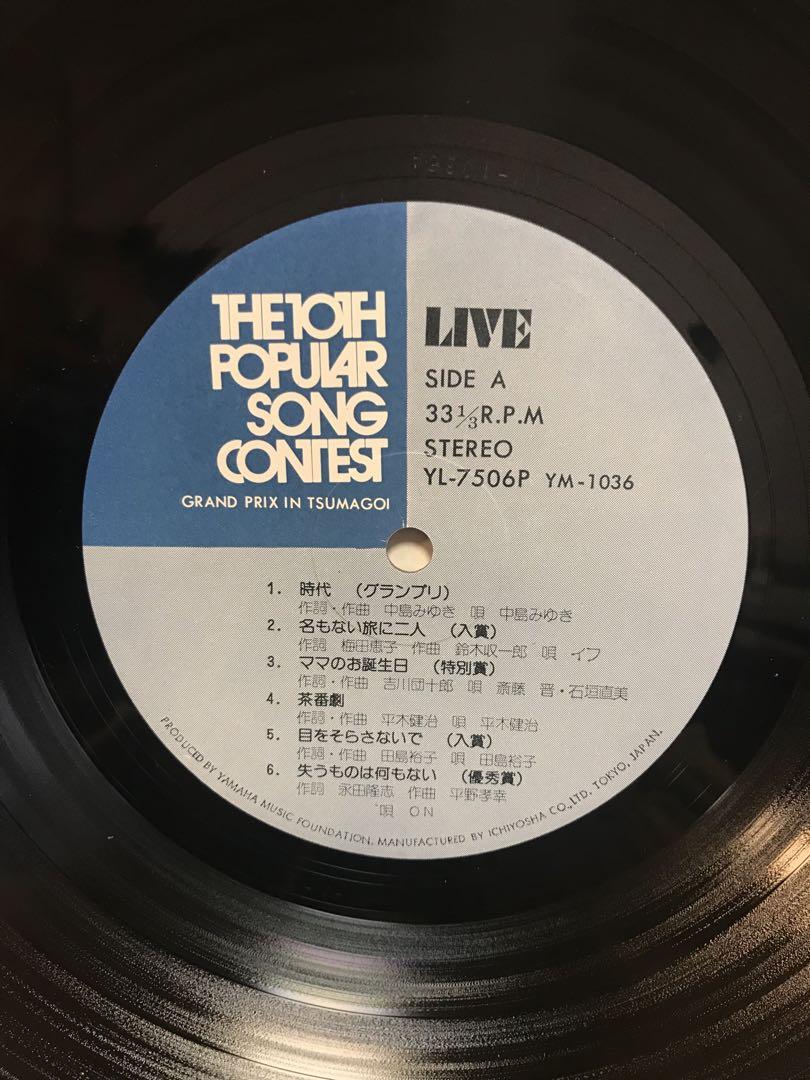 THE 10TH
POPULAR
SONG
CONTEST
GRAND PRIX IN TSUMAGOI
LIVE
SIDE A
33 1/3 R.P.M
STEREO
YL-7506P YM-1036
1. 時代 (グランプリ)
作詞・作曲 中島みゆき 唄 中島みゆき
2. 名もない旅に二人 (入賞)
作詞 梅田恵子 作曲 鈴木収一郎 唄 イフ
3. ママのお誕生日 (特別賞)
作詞・作曲 吉川団十郎 唄 斎藤 晋・石垣直美
4. 茶番劇
作詞・作曲 平木健治 唄 平木健治
5. 目をそらさないで (入賞)
作詞・作曲 田島裕子 唄 田島裕子
6. 失うものは何もない (優秀賞)
作詞 永田隆志 作曲 平野孝幸
唄 ON
PRODUCED BY YAMAHA MUSIC FOUNDATION. MANUFACTURED BY ICHIYOSHA CO., LTD. TOKYO, JAPAN.